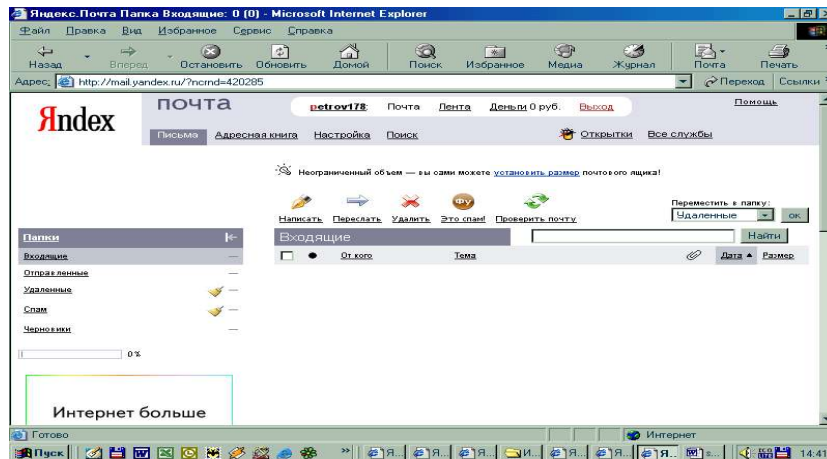 Яндекс.Почта Папка Входящие: 0 (0) - Microsoft Internet Explorer
Файл Правка Вид Избранное Сервис Справка
Назад Вперед Остановить Обновить Домой Поиск Избранное Медиа Журнал Почта Печать
Адрес: http://mail.yandex.ru/?ncrnd=420285 Переход Ссылки
Яndex
почта
petrov178: Почта Лента Деньги 0 руб. Выход Помощь
Письма Адресная книга Настройка Поиск Открытки Все службы
Неограниченный объем — вы сами можете установить размер почтового ящика!
Написать Переслать Удалить Фу Это спам! Проверить почту
Переместить в папку:
Удаленные ок
Папки Входящие Найти
Входящие — От кого Тема Дата Размер
Отправленные —
Удаленные —
Спам —
Черновики —
0%
Интернет больше
Готово Интернет
Пуск » Я... Я... Я... И... Я... Я... Я... s... 14:41